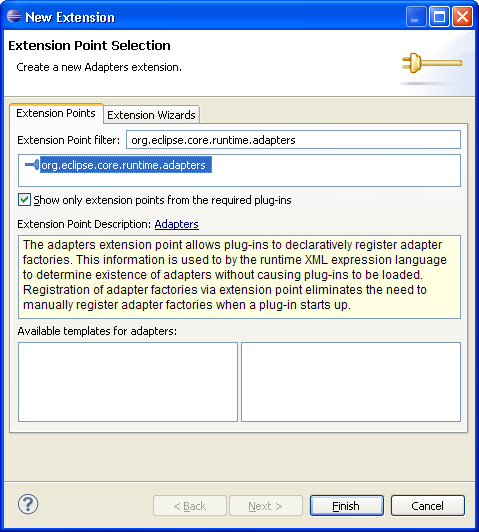 New Extension
Extension Point Selection
Create a new Adapters extension.
Extension Points
Extension Wizards
Extension Point filter: org.eclipse.core.runtime.adapters
org.eclipse.core.runtime.adapters
Show only extension points from the required plug-ins
Extension Point Description: Adapters
The adapters extension point allows plug-ins to declaratively register adapter
factories. This information is used to by the runtime XML expression language
to determine existence of adapters without causing plug-ins to be loaded.
Registration of adapter factories via extension point eliminates the need to
manually register adapter factories when a plug-in starts up.
Available templates for adapters:
?
< Back
Next >
Finish
Cancel